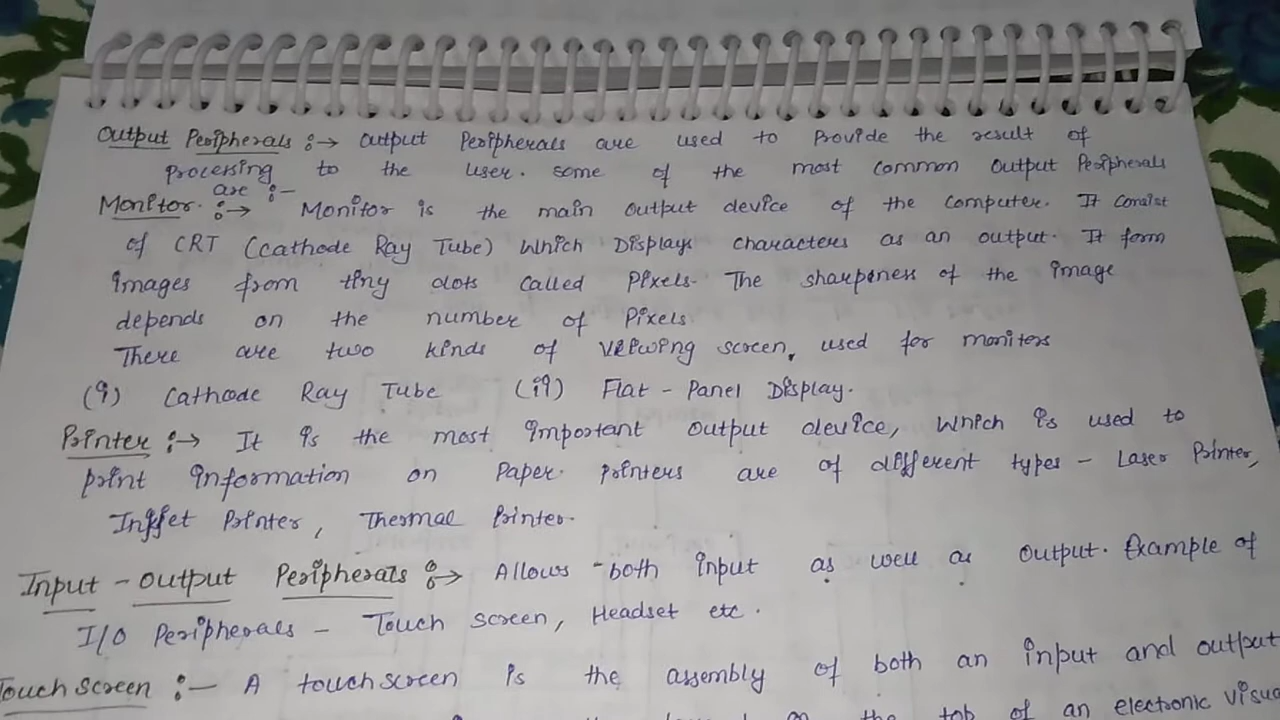 Output Peripherals :→ Output Peripherals are used to Provide the result of
processing to the user. some of the most common Output Peripherals
are :-
Monitor. :→ Monitor is the main output device of the computer. It consist
of CRT (Cathode Ray Tube) Which Displays characters as an output. It form
images from tiny dots called Pixels. The sharpness of the image
depends on the number of Pixels
There are two kinds of viewing screen, used for monitors
(i) Cathode Ray Tube (ii) Flat - Panel Display.
Printer :→ It is the most important output device, which is used to
print information on Paper. printers are of different types - Laser Printer,
Inkjet Printer, Thermal Printer.
Input - output Peripherals :→ Allows both input as well as output. Example of
I/O Peripherals - Touch screen, Headset etc.
Touch Screen :- A touch screen is the assembly of both an input and output
the top of an electronic